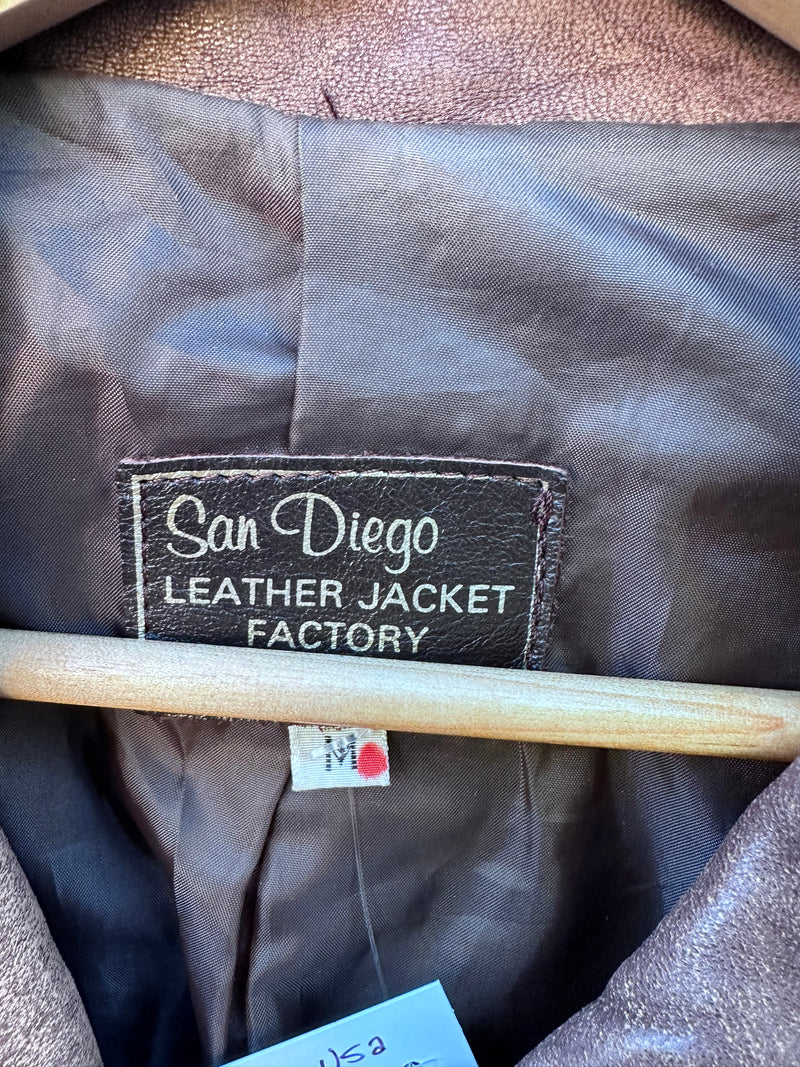 San Diego
LEATHER JACKET
FACTORY
M
USA